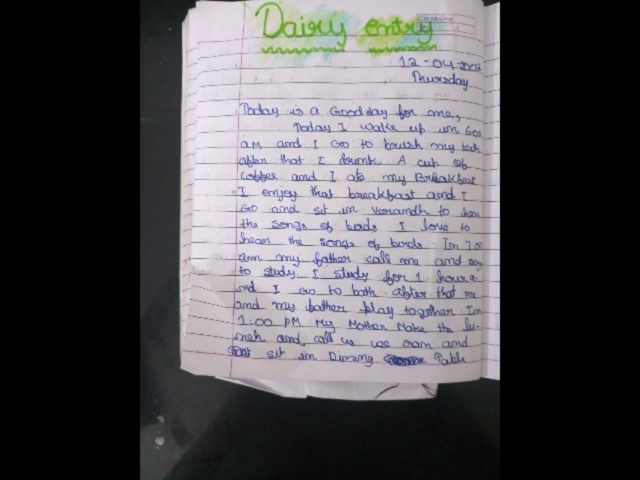 Dairy entry
12-04-202
Thursday
Today is a Good day for me,
Today I wake up in 6:00
am and I Go to brush my teeth
after that I drunk A cup of
Coffee and I ate my Breakfast
I enjoy that breakfast and I
Go and sit in Varandh to hear
the songs of birds I love to
hear the songs of birds. In 7.00
am my father call me and say
to study. I study for 1 hour a
nd I Go to bath. after that me
and my father play together In
1:00 PM My Mother Make the lu-
nch and call us we ran and
sit in Dinning Table